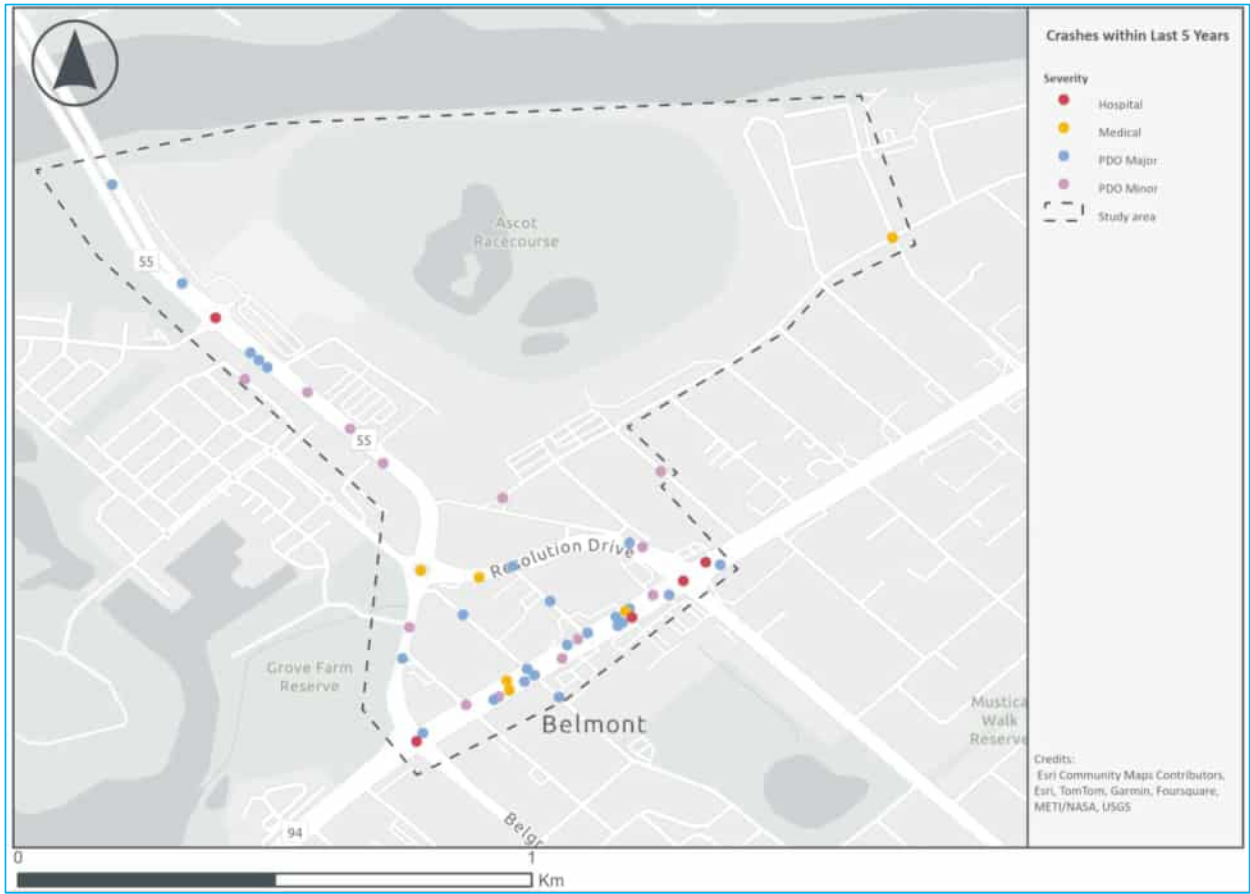 Crashes within Last 5 Years
Severity
Hospital
Medical
PDO Major
PDO Minor
Study area
55
Ascot
Racecourse
55
Resolution Drive
Grove Farm
Reserve
Belmont
Musticа
Walk
Reserve
94
Belgr
Credits:
Esri Community Maps Contributors,
Esri, TomTom, Garmin, Foursquare,
METI/NASA, USGS
0
1
Km